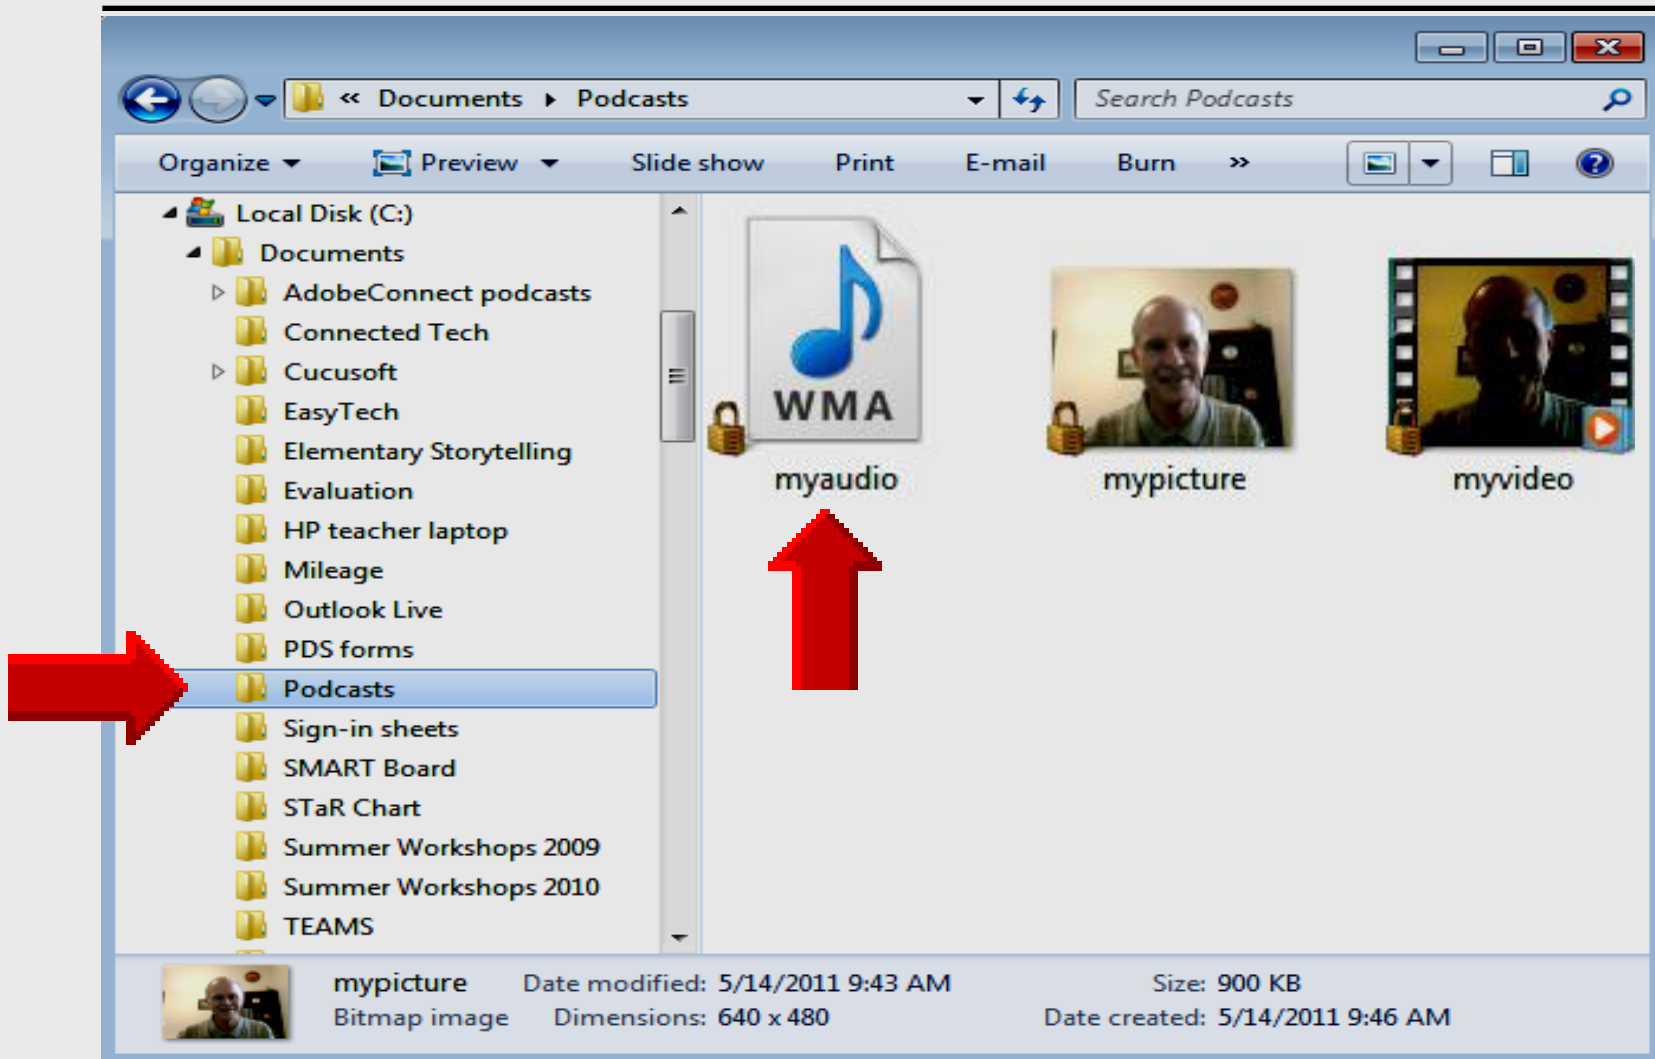 « Documents ▸ Podcasts
Search Podcasts
Organize
Preview
Slide show
Print
E-mail
Burn
»
Local Disk (C:)
Documents
AdobeConnect podcasts
Connected Tech
Cucusoft
EasyTech
Elementary Storytelling
Evaluation
HP teacher laptop
Mileage
Outlook Live
PDS forms
Podcasts
Sign-in sheets
SMART Board
STaR Chart
Summer Workshops 2009
Summer Workshops 2010
TEAMS
WMA
myaudio
mypicture
myvideo
mypicture Date modified: 5/14/2011 9:43 AM Size: 900 KB
Bitmap image Dimensions: 640 x 480 Date created: 5/14/2011 9:46 AM